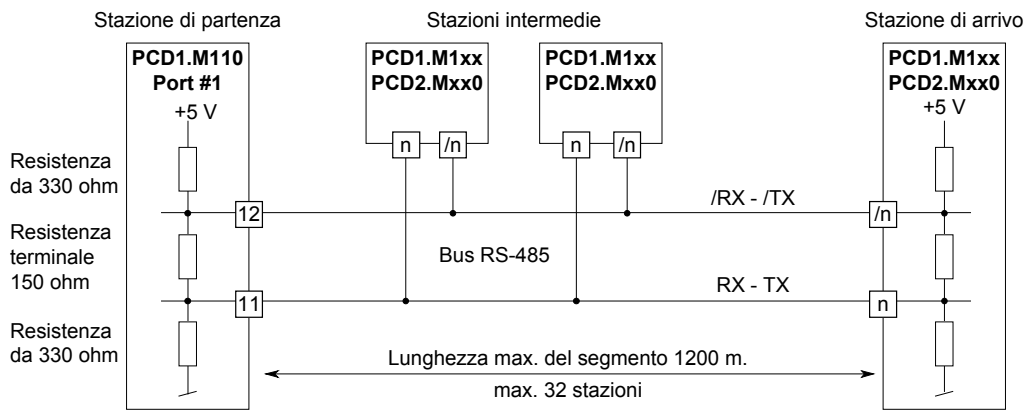 Stazione di partenza
Stazioni intermedie
Stazione di arrivo
PCD1.M110
Port #1
+5 V
PCD1.M1xx
PCD2.Mxx0
PCD1.M1xx
PCD2.Mxx0
PCD1.M1xx
PCD2.Mxx0
+5 V
n
/n
n
/n
Resistenza
da 330 ohm
12
/RX - /TX
/n
Resistenza
terminale
150 ohm
Bus RS-485
11
RX - TX
n
Resistenza
da 330 ohm
Lunghezza max. del segmento 1200 m.
max. 32 stazioni